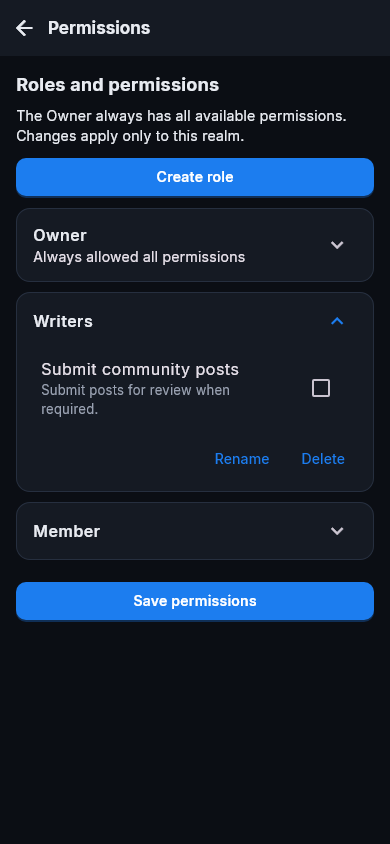 Permissions
Roles and permissions
The Owner always has all available permissions.
Changes apply only to this realm.
Create role
Owner
Always allowed all permissions
Writers
Submit community posts
Submit posts for review when
required.
Rename Delete
Member
Save permissions